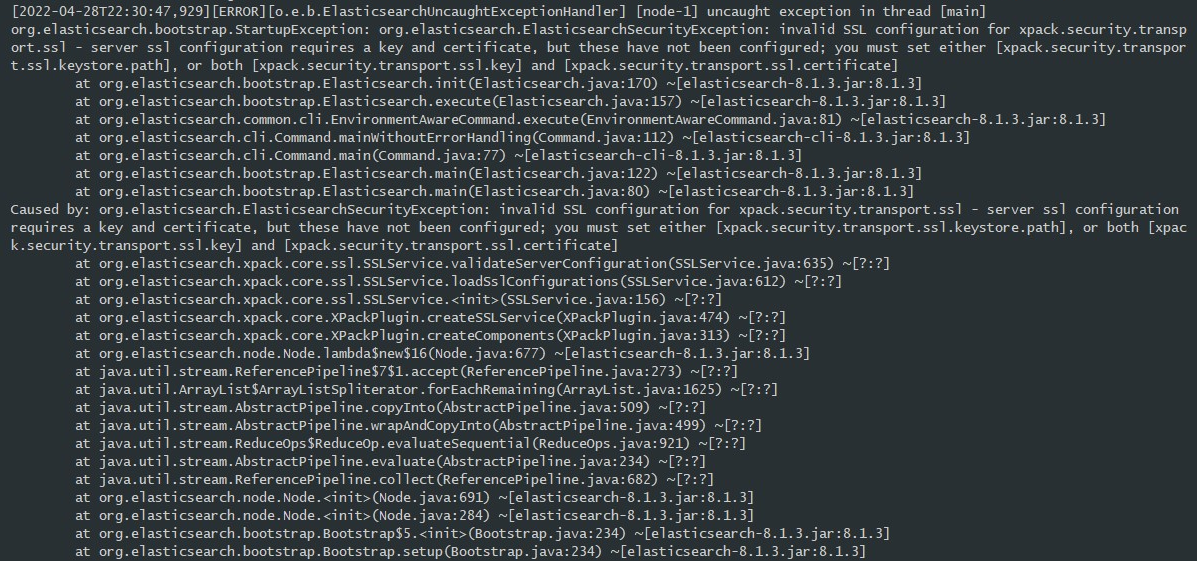 [2022-04-28T22:30:47,929][ERROR][o.e.b.ElasticsearchUncaughtExceptionHandler] [node-1] uncaught exception in thread [main]
org.elasticsearch.bootstrap.StartupException: org.elasticsearch.ElasticsearchSecurityException: invalid SSL configuration for xpack.security.transp
ort.ssl - server ssl configuration requires a key and certificate, but these have not been configured; you must set either [xpack.security.transpor
t.ssl.keystore.path], or both [xpack.security.transport.ssl.key] and [xpack.security.transport.ssl.certificate]
at org.elasticsearch.bootstrap.Elasticsearch.init(Elasticsearch.java:170) ~[elasticsearch-8.1.3.jar:8.1.3]
at org.elasticsearch.bootstrap.Elasticsearch.execute(Elasticsearch.java:157) ~[elasticsearch-8.1.3.jar:8.1.3]
at org.elasticsearch.common.cli.EnvironmentAwareCommand.execute(EnvironmentAwareCommand.java:81) ~[elasticsearch-8.1.3.jar:8.1.3]
at org.elasticsearch.cli.Command.mainWithoutErrorHandling(Command.java:112) ~[elasticsearch-cli-8.1.3.jar:8.1.3]
at org.elasticsearch.cli.Command.main(Command.java:77) ~[elasticsearch-cli-8.1.3.jar:8.1.3]
at org.elasticsearch.bootstrap.Elasticsearch.main(Elasticsearch.java:122) ~[elasticsearch-8.1.3.jar:8.1.3]
at org.elasticsearch.bootstrap.Elasticsearch.main(Elasticsearch.java:80) ~[elasticsearch-8.1.3.jar:8.1.3]
Caused by: org.elasticsearch.ElasticsearchSecurityException: invalid SSL configuration for xpack.security.transport.ssl - server ssl configuration
requires a key and certificate, but these have not been configured; you must set either [xpack.security.transport.ssl.keystore.path], or both [xpac
k.security.transport.ssl.key] and [xpack.security.transport.ssl.certificate]
at org.elasticsearch.xpack.core.ssl.SSLService.validateServerConfiguration(SSLService.java:635) ~[?:?]
at org.elasticsearch.xpack.core.ssl.SSLService.loadSslConfigurations(SSLService.java:612) ~[?:?]
at org.elasticsearch.xpack.core.ssl.SSLService.<init>(SSLService.java:156) ~[?:?]
at org.elasticsearch.xpack.core.XPackPlugin.createSSLService(XPackPlugin.java:474) ~[?:?]
at org.elasticsearch.xpack.core.XPackPlugin.createComponents(XPackPlugin.java:313) ~[?:?]
at org.elasticsearch.node.Node.lambda$new$16(Node.java:677) ~[elasticsearch-8.1.3.jar:8.1.3]
at java.util.stream.ReferencePipeline$7$1.accept(ReferencePipeline.java:273) ~[?:?]
at java.util.ArrayList$ArrayListSpliterator.forEachRemaining(ArrayList.java:1625) ~[?:?]
at java.util.stream.AbstractPipeline.copyInto(AbstractPipeline.java:509) ~[?:?]
at java.util.stream.AbstractPipeline.wrapAndCopyInto(AbstractPipeline.java:499) ~[?:?]
at java.util.stream.ReduceOps$ReduceOp.evaluateSequential(ReduceOps.java:921) ~[?:?]
at java.util.stream.AbstractPipeline.evaluate(AbstractPipeline.java:234) ~[?:?]
at java.util.stream.ReferencePipeline.collect(ReferencePipeline.java:682) ~[?:?]
at org.elasticsearch.node.Node.<init>(Node.java:691) ~[elasticsearch-8.1.3.jar:8.1.3]
at org.elasticsearch.node.Node.<init>(Node.java:284) ~[elasticsearch-8.1.3.jar:8.1.3]
at org.elasticsearch.bootstrap.Bootstrap$5.<init>(Bootstrap.java:234) ~[elasticsearch-8.1.3.jar:8.1.3]
at org.elasticsearch.bootstrap.Bootstrap.setup(Bootstrap.java:234) ~[elasticsearch-8.1.3.jar:8.1.3]